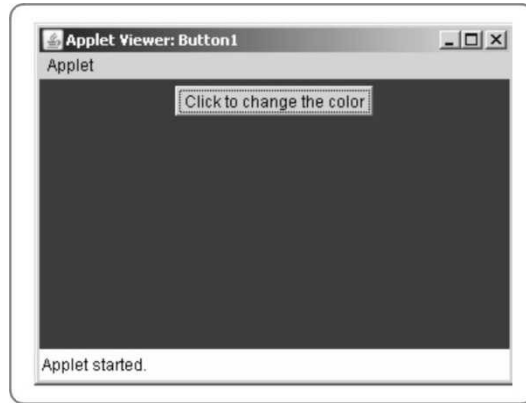 Applet Viewer: Button1
Applet
Click to change the color
Applet started.